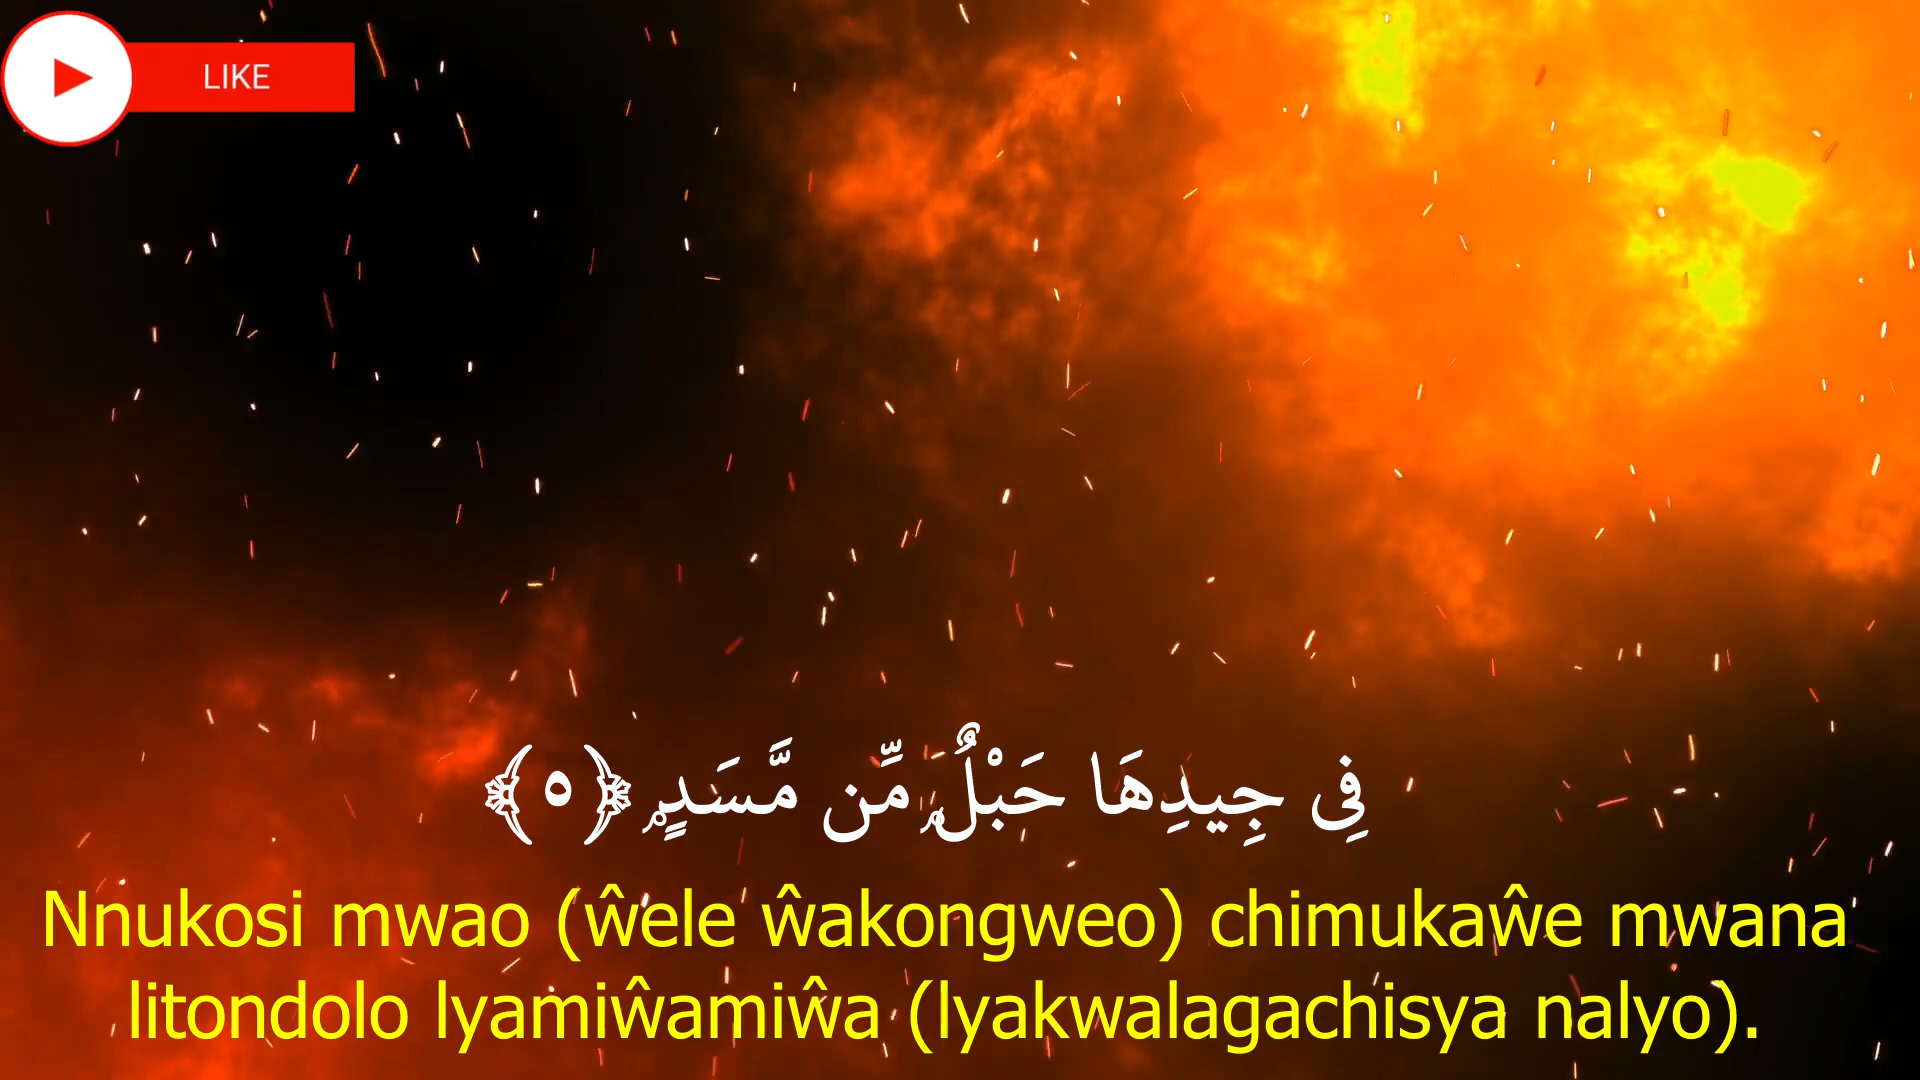 LIKE
فِى جِيدِهَا حَبْلٌۭ مِّن مَّسَدٍۭ ﴿٥﴾
Nnukosi mwao (ŵele ŵakongweo) chimukaŵe mwana
litondolo lyamiŵamiŵa (lyakwalagachisya nalyo).